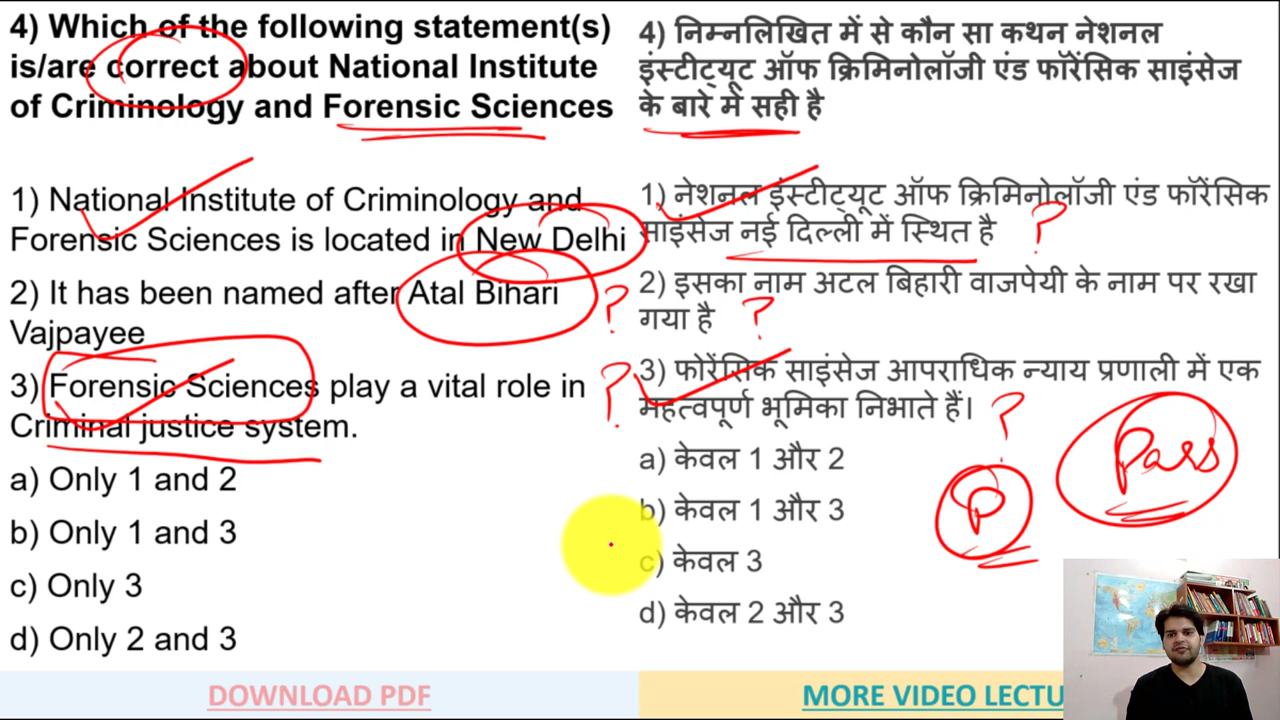 4) Which of the following statement(s)
is/are correct about National Institute
of Criminology and Forensic Sciences
1) National Institute of Criminology and
Forensic Sciences is located in New Delhi
2) It has been named after Atal Bihari
Vajpayee
3) Forensic Sciences play a vital role in
Criminal justice system.
a) Only 1 and 2
b) Only 1 and 3
c) Only 3
d) Only 2 and 3
4) निम्नलिखित में से कौन सा कथन नेशनल
इंस्टीट्यूट ऑफ क्रिमिनोलॉजी एंड फॉरेंसिक साइंसेज
के बारे में सही है
1) नेशनल इंस्टीट्यूट ऑफ क्रिमिनोलॉजी एंड फॉरेंसिक
साइंसेज नई दिल्ली में स्थित है ?
2) इसका नाम अटल बिहारी वाजपेयी के नाम पर रखा
गया है ?
3) फोरेंसिक साइंसेज आपराधिक न्याय प्रणाली में एक
महत्वपूर्ण भूमिका निभाते हैं। ?
a) केवल 1 और 2
b) केवल 1 और 3
c) केवल 3
d) केवल 2 और 3
?
?
P
Pass
DOWNLOAD PDF
MORE VIDEO LECTU